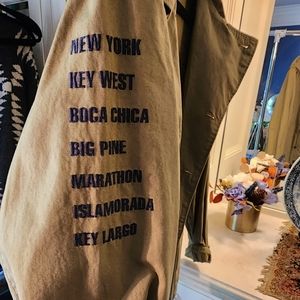 NEW YORK
KEY WEST
BOCA CHICA
BIG PINE
MARATHON
ISLAMORADA
KEY LARGO